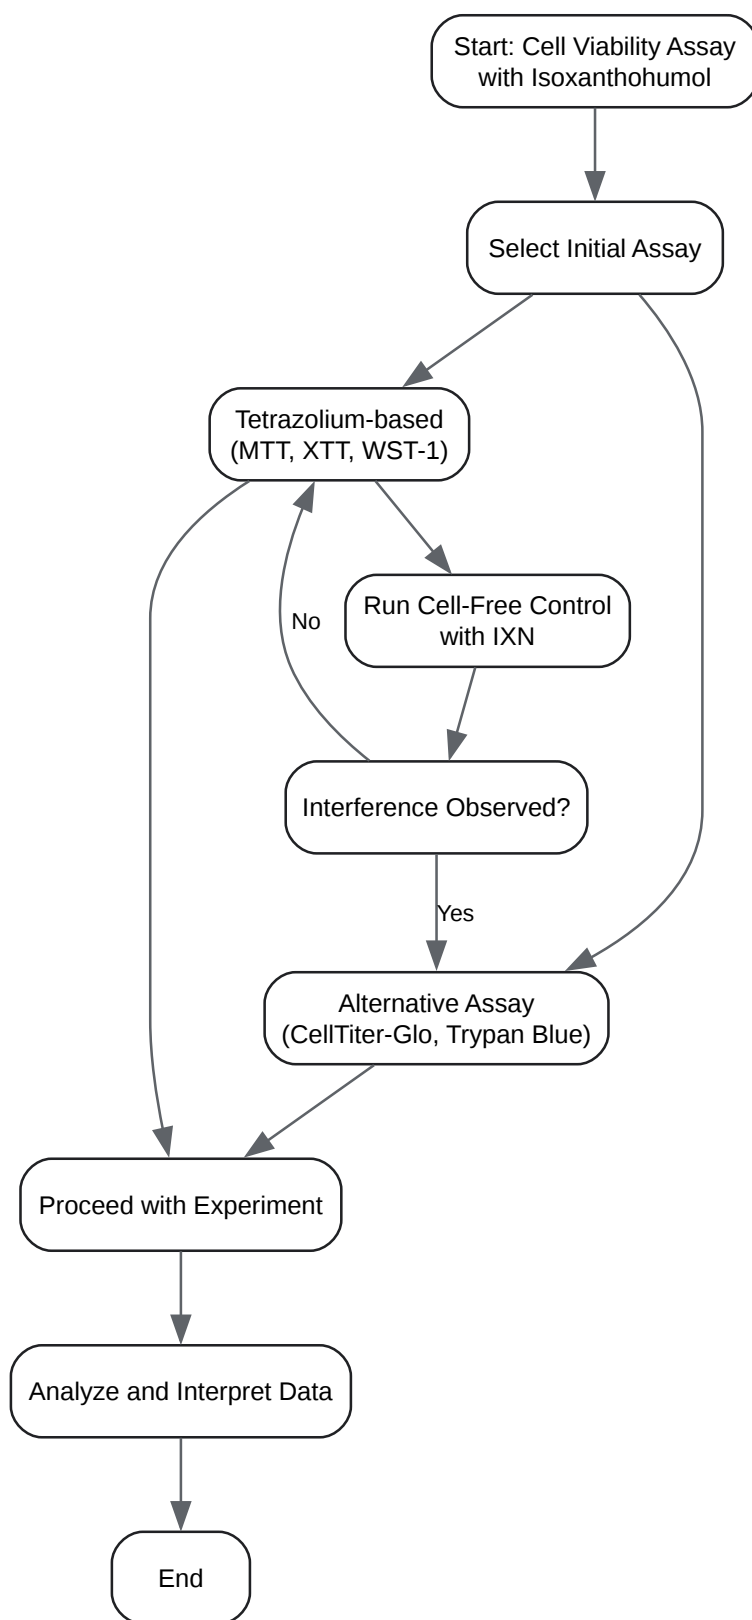 Start: Cell Viability Assay
with Isoxanthohumol
Select Initial Assay
Tetrazolium-based
(MTT, XTT, WST-1)
Run Cell-Free Control
with IXN
No
Interference Observed?
Yes
Alternative Assay
(CellTiter-Glo, Trypan Blue)
Proceed with Experiment
Analyze and Interpret Data
End